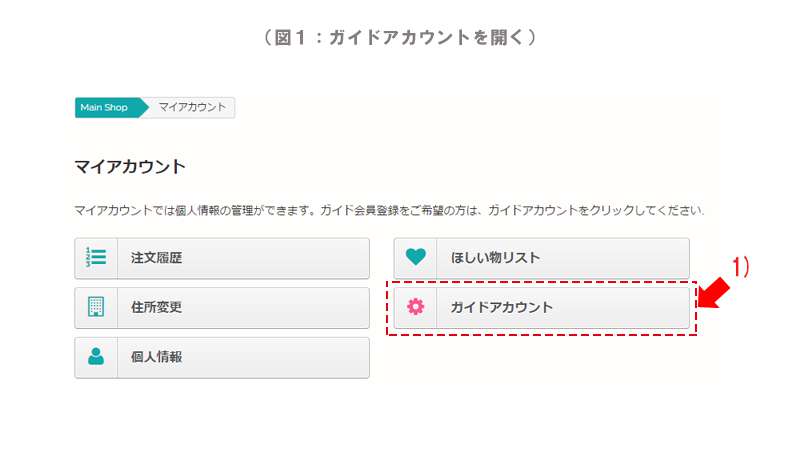 （図１：ガイドアカウントを開く）
Main Shop マイアカウント
マイアカウント
マイアカウントでは個人情報の管理ができます。ガイド会員登録をご希望の方は、ガイドアカウントをクリックしてください.
注文履歴
ほしい物リスト
1)
住所変更
ガイドアカウント
個人情報